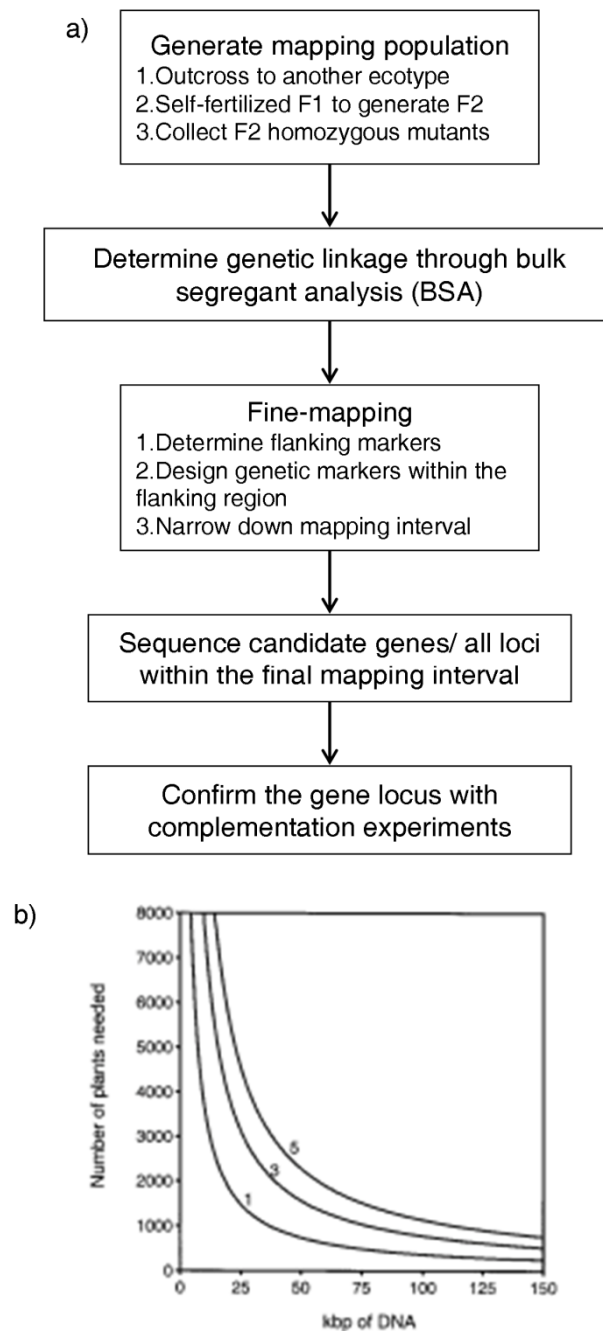 a)
Generate mapping population
1.Outcross to another ecotype
2.Self-fertilized F1 to generate F2
3.Collect F2 homozygous mutants
Determine genetic linkage through bulk
segregant analysis (BSA)
Fine-mapping
1.Determine flanking markers
2.Design genetic markers within the
flanking region
3.Narrow down mapping interval
Sequence candidate genes/ all loci
within the final mapping interval
Confirm the gene locus with
complementation experiments
b)
Number of plants needed
8000
7000
6000
5000
4000
3000
2000
1000
0
5
3
1
0 25 50 75 100 125 150
kbp of DNA